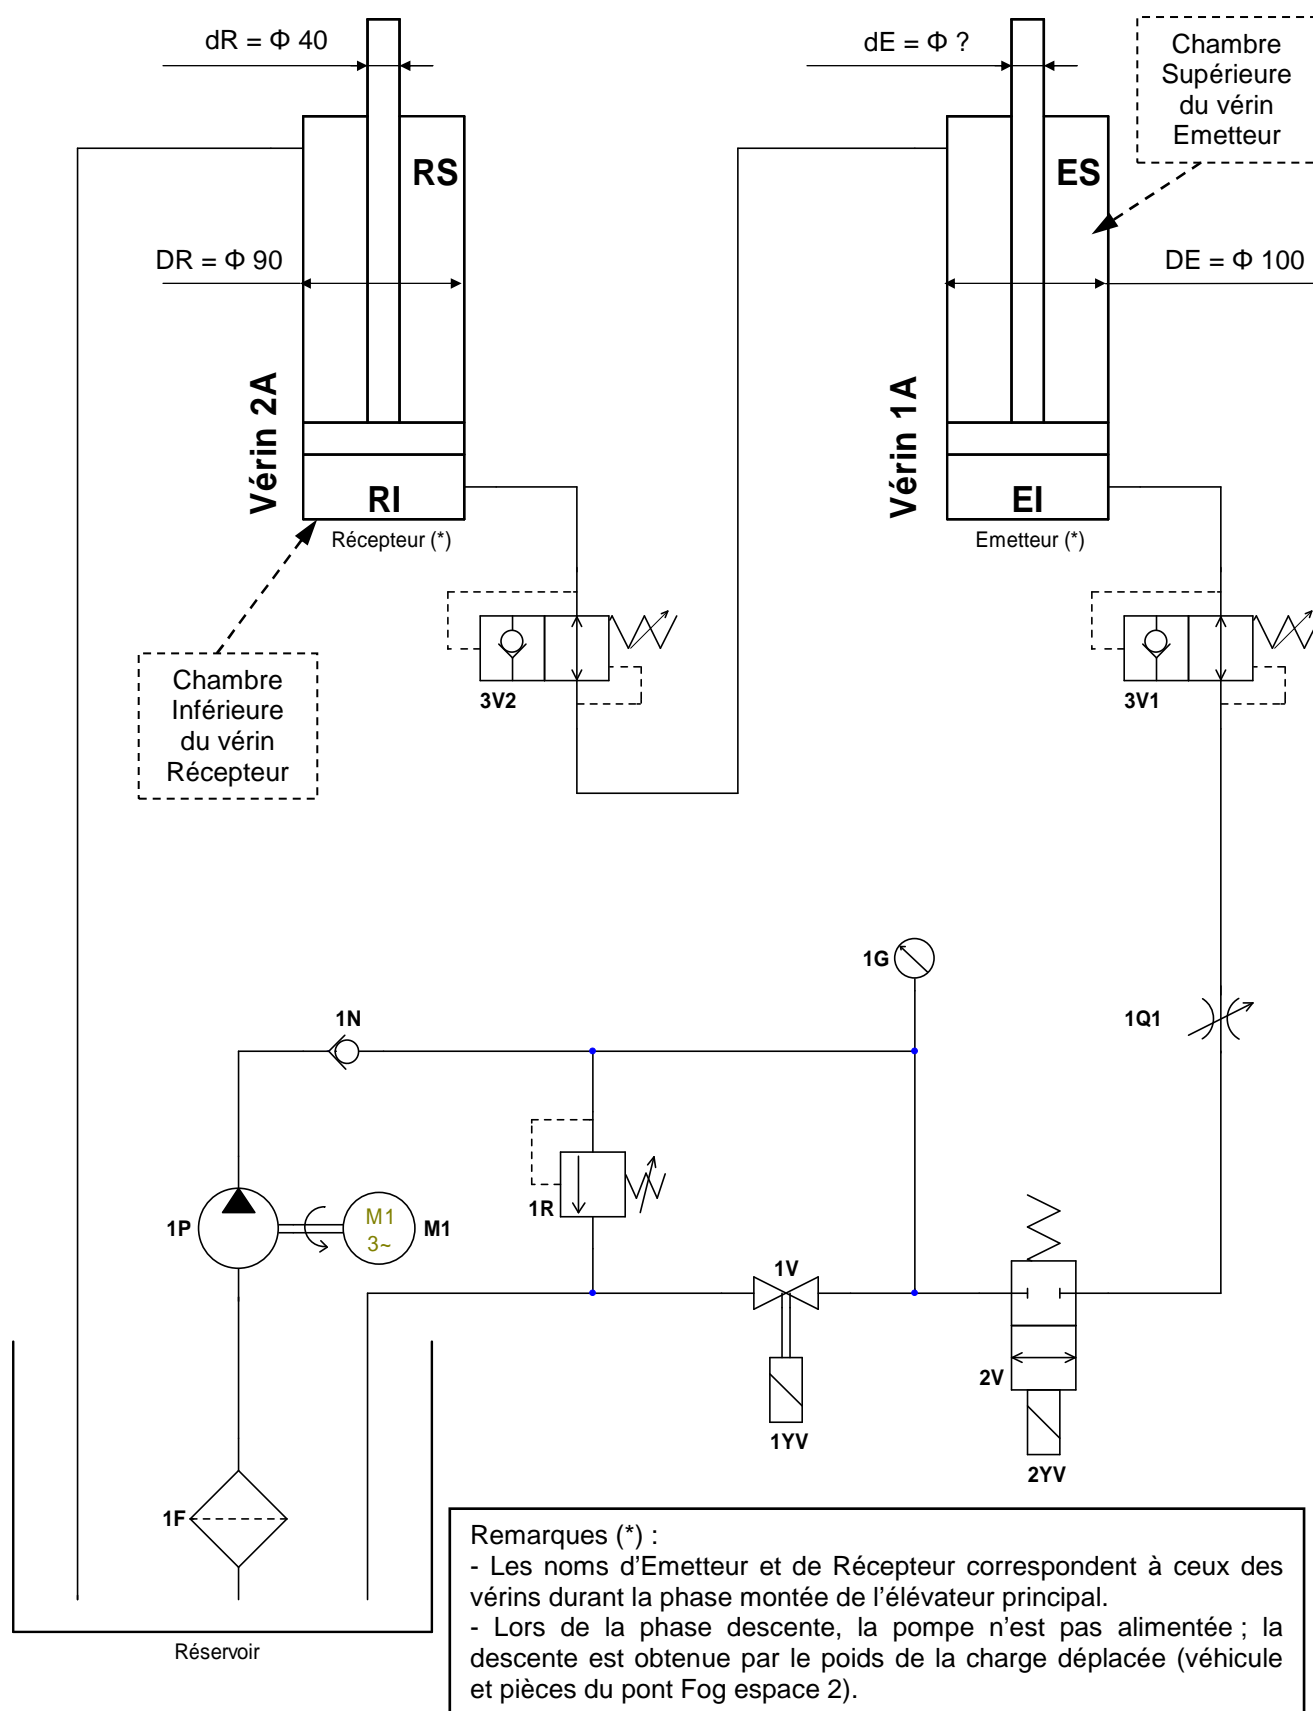 dR = Φ 40
dE = Φ ?
Chambre
Supérieure
du vérin
Emetteur
RS
ES
DR = Φ 90
DE = Φ 100
Vérin 2A
Vérin 1A
RI
EI
Récepteur (*)
Emetteur (*)
Chambre
Inférieure
du vérin
Récepteur
3V2
3V1
1G
1N
1Q1
1R
1P
M1
3~
M1
1V
2V
1YV
2YV
1F
Réservoir
Remarques (*) :
- Les noms d’Emetteur et de Récepteur correspondent à ceux des
vérins durant la phase montée de l’élévateur principal.
- Lors de la phase descente, la pompe n’est pas alimentée ; la
descente est obtenue par le poids de la charge déplacée (véhicule
et pièces du pont Fog espace 2).